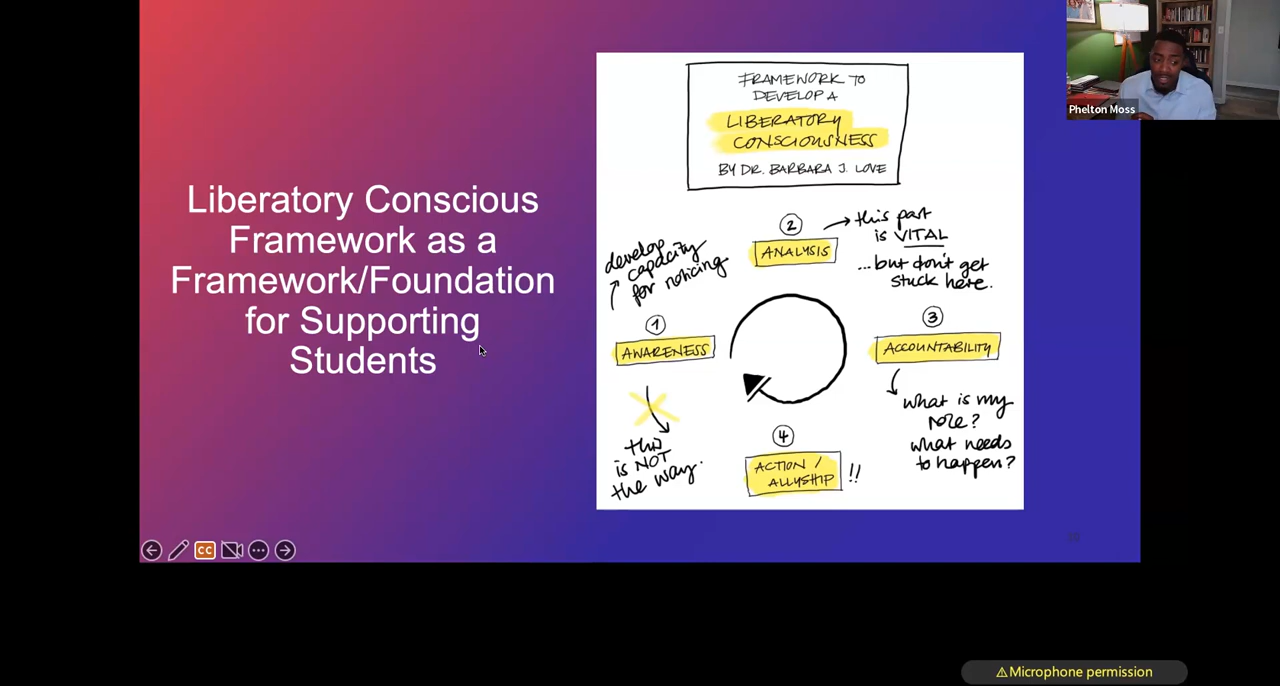 Liberatory Conscious
Framework as a
Framework/Foundation
for Supporting
Students
FRAMEWORK TO
DEVELOP A
LIBERATORY
CONSCIOUSNESS
BY DR. BARBARA J. LOVE
develop
capacity
for noticing
1
AWARENESS
this
is NOT
the way.
2
ANALYSIS
this part
is VITAL
...but don't get
stuck here.
3
ACCOUNTABILITY
what is my
role?
what needs
to happen?
4
ACTION /
ALLYSHIP !!
CC
Phelton Moss
⚠Microphone permission